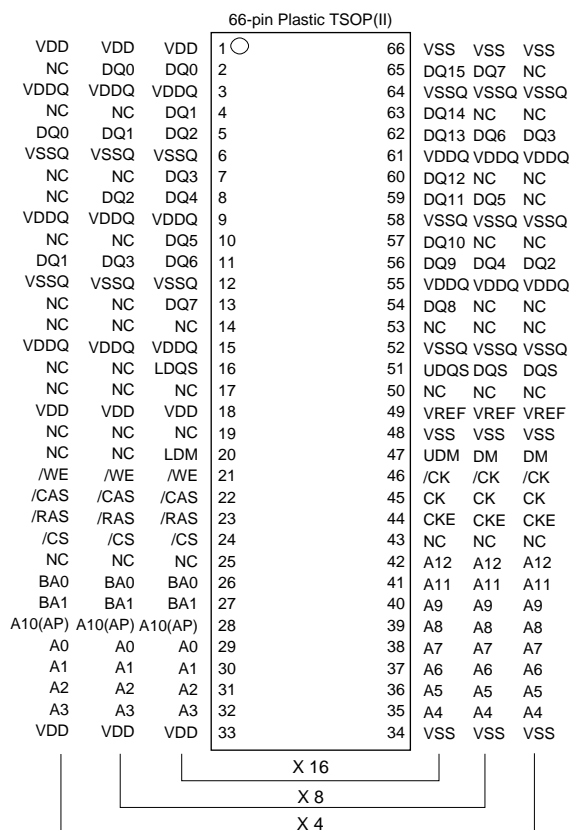 66-pin Plastic TSOP(II)
VDD VDD VDD 1 66 VSS VSS VSS
NC DQ0 DQ0 2 65 DQ15 DQ7 NC
VDDQ VDDQ VDDQ 3 64 VSSQ VSSQ VSSQ
NC NC DQ1 4 63 DQ14 NC NC
DQ0 DQ1 DQ2 5 62 DQ13 DQ6 DQ3
VSSQ VSSQ VSSQ 6 61 VDDQ VDDQ VDDQ
NC NC DQ3 7 60 DQ12 NC NC
NC DQ2 DQ4 8 59 DQ11 DQ5 NC
VDDQ VDDQ VDDQ 9 58 VSSQ VSSQ VSSQ
NC NC DQ5 10 57 DQ10 NC NC
DQ1 DQ3 DQ6 11 56 DQ9 DQ4 DQ2
VSSQ VSSQ VSSQ 12 55 VDDQ VDDQ VDDQ
NC NC DQ7 13 54 DQ8 NC NC
NC NC NC 14 53 NC NC NC
VDDQ VDDQ VDDQ 15 52 VSSQ VSSQ VSSQ
NC NC LDQS 16 51 UDQS DQS DQS
NC NC NC 17 50 NC NC NC
VDD VDD VDD 18 49 VREF VREF VREF
NC NC NC 19 48 VSS VSS VSS
NC NC LDM 20 47 UDM DM DM
/WE /WE /WE 21 46 /CK /CK /CK
/CAS /CAS /CAS 22 45 CK CK CK
/RAS /RAS /RAS 23 44 CKE CKE CKE
/CS /CS /CS 24 43 NC NC NC
NC NC NC 25 42 A12 A12 A12
BA0 BA0 BA0 26 41 A11 A11 A11
BA1 BA1 BA1 27 40 A9 A9 A9
A10(AP) A10(AP) A10(AP) 28 39 A8 A8 A8
A0 A0 A0 29 38 A7 A7 A7
A1 A1 A1 30 37 A6 A6 A6
A2 A2 A2 31 36 A5 A5 A5
A3 A3 A3 32 35 A4 A4 A4
VDD VDD VDD 33 34 VSS VSS VSS
X 16
X 8
X 4